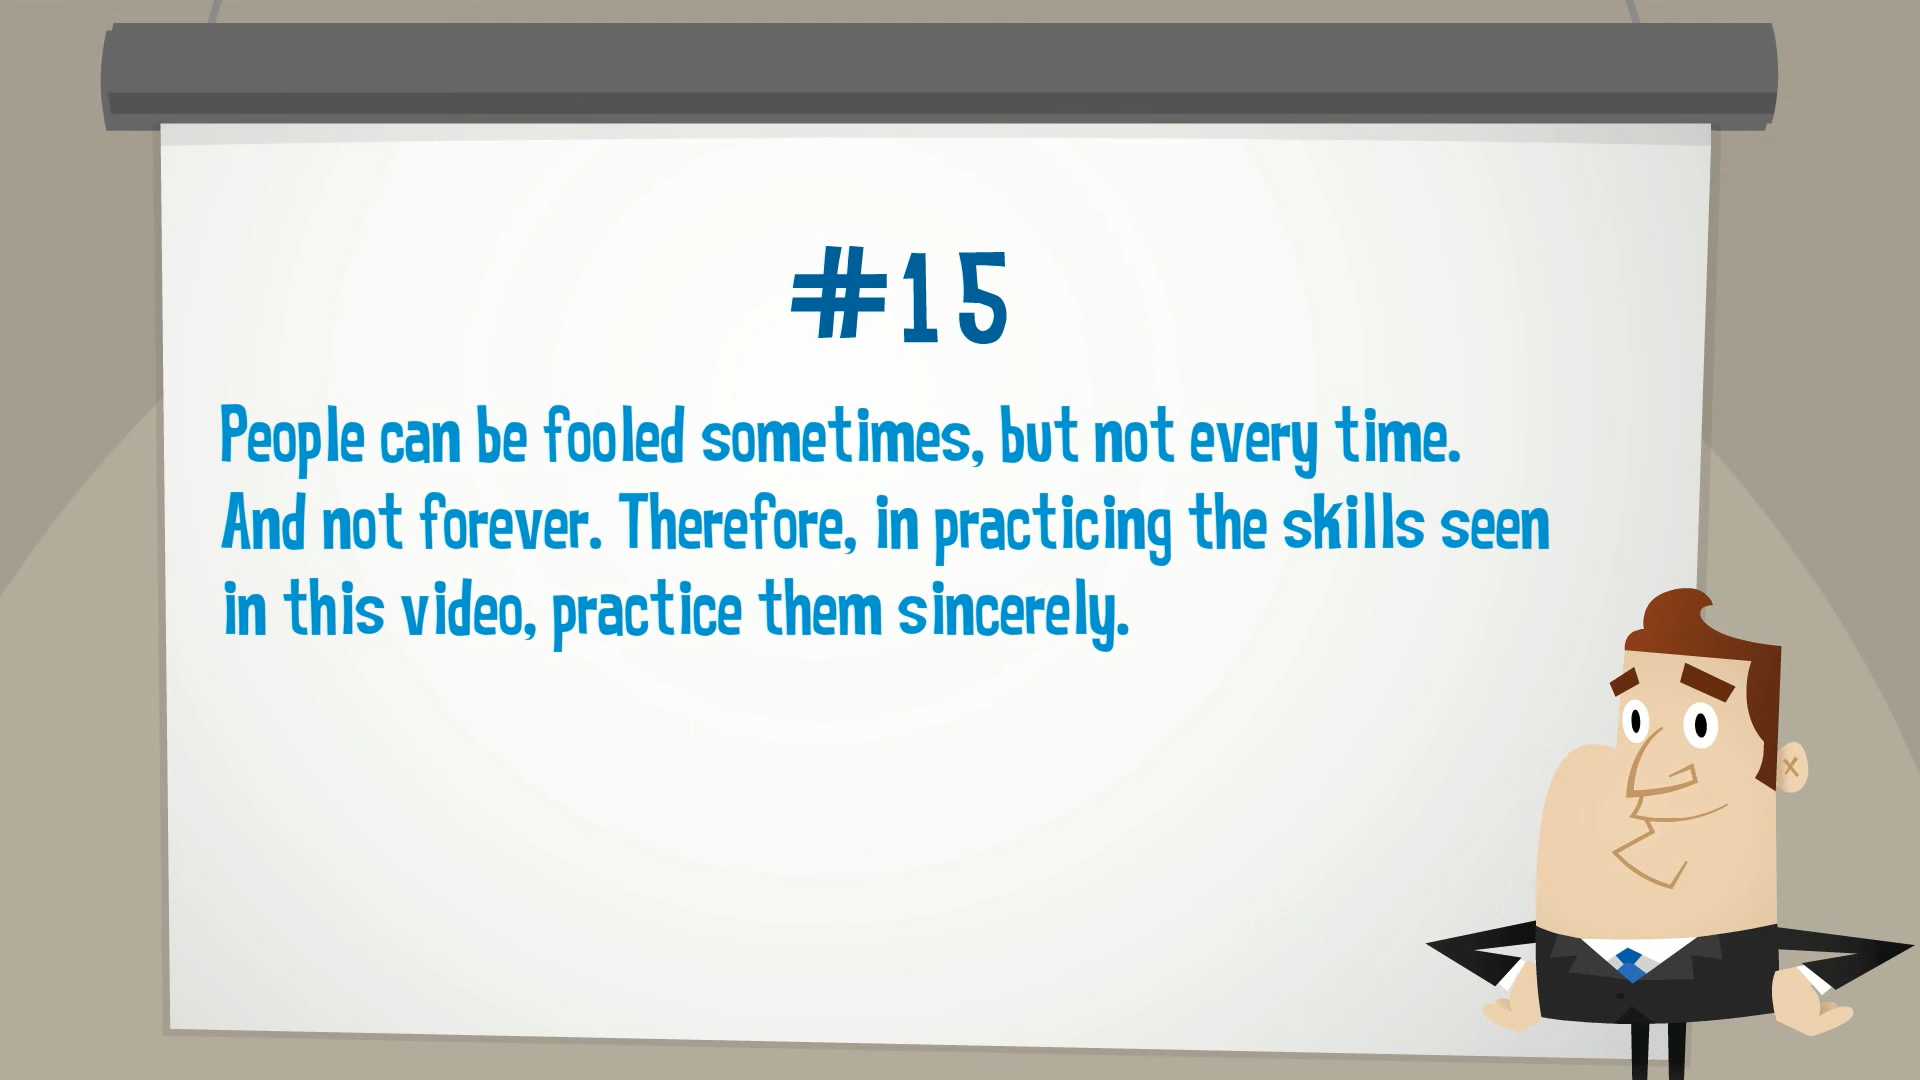 #15
People can be fooled sometimes, but not every time.
And not forever. Therefore, in practicing the skills seen
in this video, practice them sincerely.